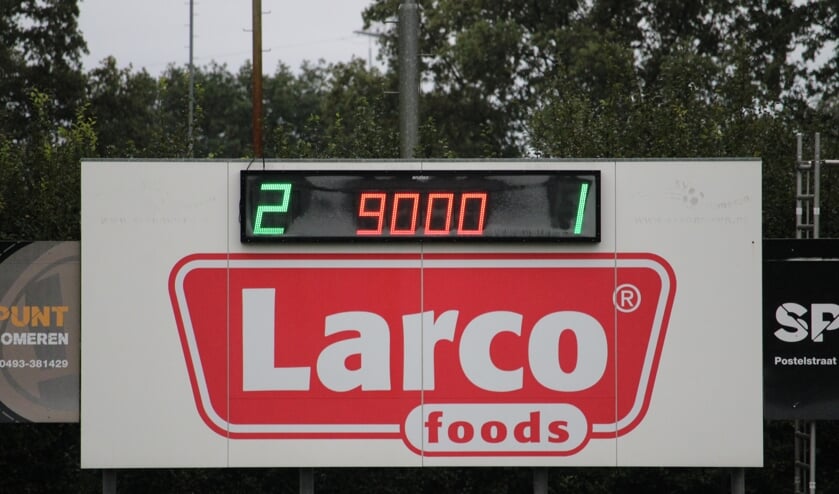 2 9000 1
Larco®
foods
PUNT
OMEREN
0493-381429
SP
Postelstraat